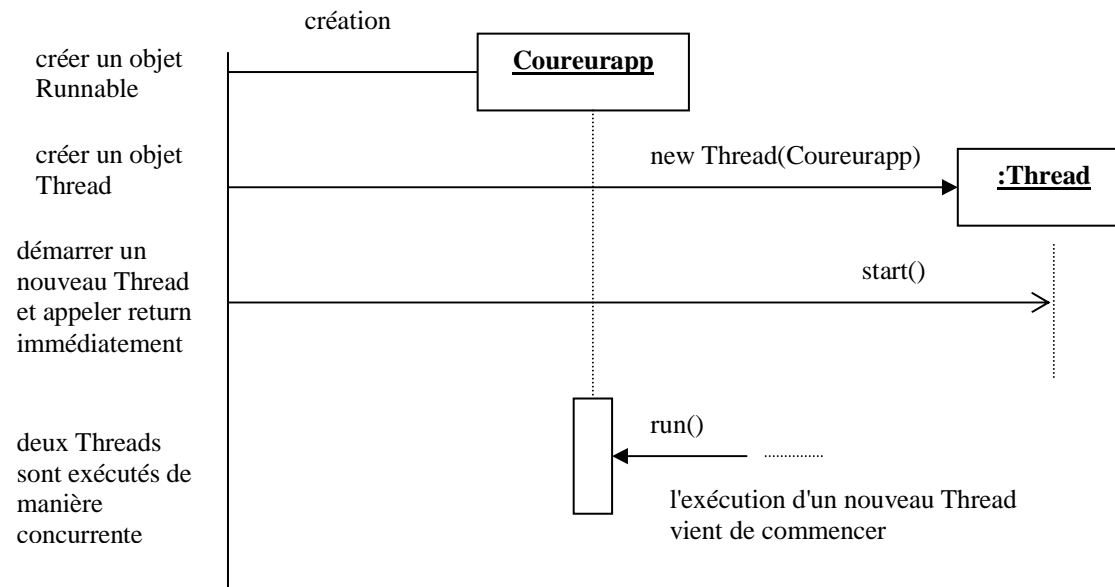 création
créer un objet
Runnable
Coureurapp
créer un objet
Thread
new Thread(Coureurapp)
:Thread
démarrer un
nouveau Thread
et appeler return
immédiatement
start()
deux Threads
sont exécutés de
manière
concurrente
run()
l'exécution d'un nouveau Thread
vient de commencer